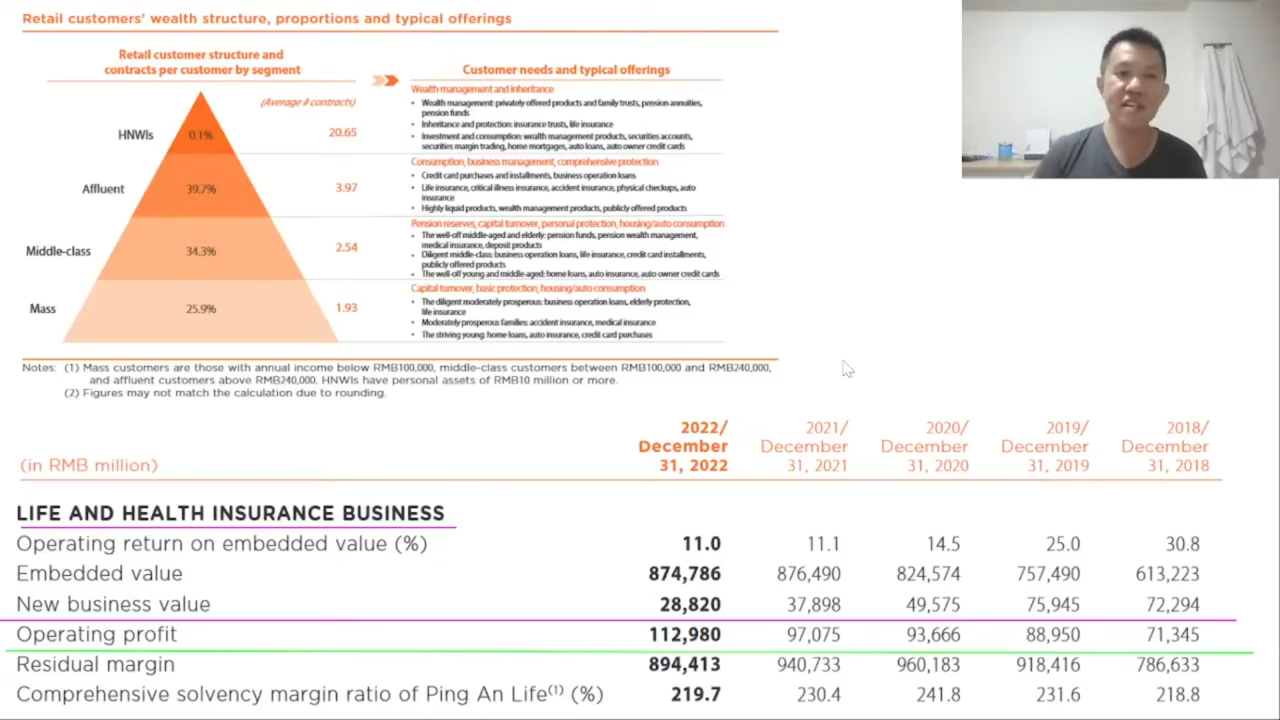 Retail customers' wealth structure, proportions and typical offerings
Retail customer structure and
contracts per customer by segment
Customer needs and typical offerings
(Average # contracts)
HNWIs 0.1% 20.65
Wealth management and inheritance
• Wealth management: privately offered products and family trusts, pension annuities,
pension funds
• Inheritance and protection: insurance trusts, life insurance
• Investment and consumption: wealth management products, securities accounts,
securities margin trading, home mortgages, auto loans, auto owner credit cards
Affluent 39.7% 3.97
Consumption, business management, comprehensive protection
• Credit card purchases and installments, business operation loans
• Life insurance, critical illness insurance, accident insurance, physical checkups, auto
insurance
• Highly liquid products, wealth management products, publicly offered products
Middle-class 34.3% 2.54
Pension reserves, capital turnover, personal protection, housing/auto consumption
• The well-off middle-aged and elderly: pension funds, pension wealth management,
medical insurance, deposit products
• Diligent middle-class: business operation loans, life insurance, credit card installments,
publicly offered products
• The well-off young and middle-aged: home loans, auto insurance, auto owner credit cards
Mass 25.9% 1.93
Capital turnover, basic protection, housing/auto consumption
• The diligent moderately prosperous: business operation loans, elderly protection,
life insurance
• Moderately prosperous families: accident insurance, medical insurance
• The striving young: home loans, auto insurance, credit card purchases
Notes: (1) Mass customers are those with annual income below RMB100,000, middle-class customers between RMB100,000 and RMB240,000,
and affluent customers above RMB240,000. HNWIs have personal assets of RMB10 million or more.
(2) Figures may not match the calculation due to rounding.
2022/ 2021/ 2020/ 2019/ 2018/
December December December December December
(in RMB million) 31, 2022 31, 2021 31, 2020 31, 2019 31, 2018
LIFE AND HEALTH INSURANCE BUSINESS
Operating return on embedded value (%) 11.0 11.1 14.5 25.0 30.8
Embedded value 874,786 876,490 824,574 757,490 613,223
New business value 28,820 37,898 49,575 75,945 72,294
Operating profit 112,980 97,075 93,666 88,950 71,345
Residual margin 894,413 940,733 960,183 918,416 786,633
Comprehensive solvency margin ratio of Ping An Life(1) (%) 219.7 230.4 241.8 231.6 218.8